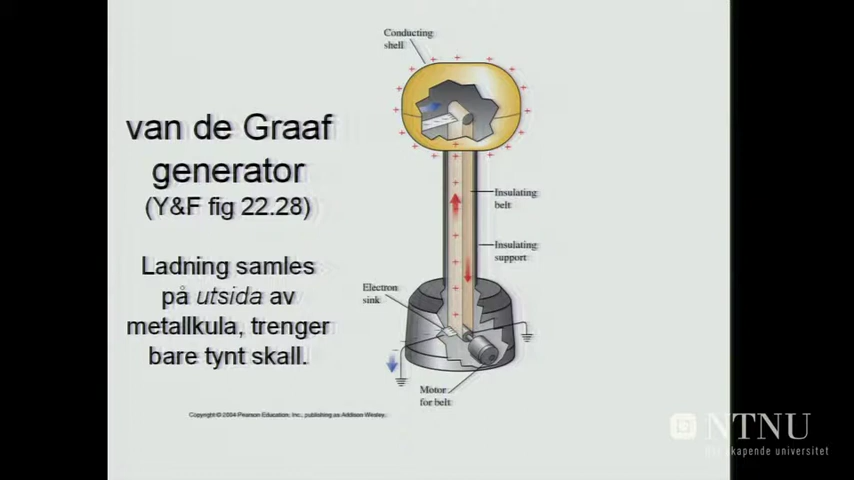 van de Graaf
generator
(Y&F fig 22.28)
Ladning samles
på utsida av
metallkula, trenger
bare tynt skall.
Conducting
shell
Insulating
belt
Insulating
support
Electron
sink
Motor
for belt
Copyright © 2004 Pearson Education, Inc., publishing as Addison Wesley.
NTNU
Det skapende universitet